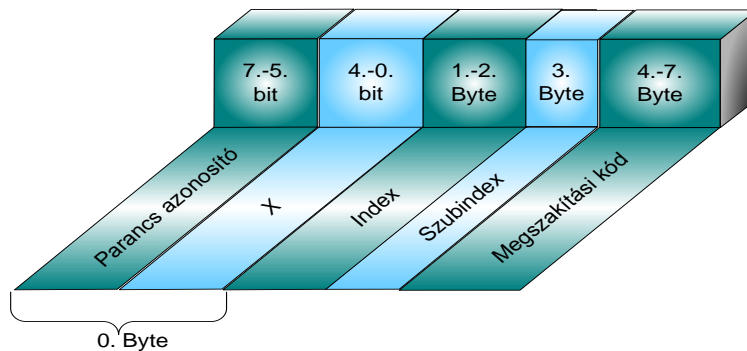 7.-5.
bit
4.-0.
bit
1.-2.
Byte
3.
Byte
4.-7.
Byte
Parancs azonosító
X
Index
Szubindex
Megszakítási kód
0. Byte